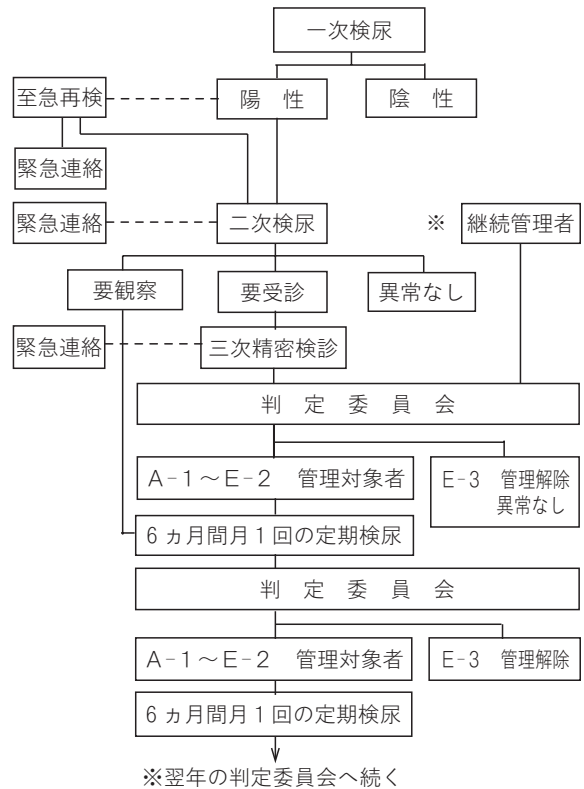 一次検尿
至急再検
陽 性
陰 性
緊急連絡
緊急連絡
二次検尿
※ 継続管理者
要観察
要受診
異常なし
緊急連絡
三次精密検診
判 定 委 員 会
A-1～E-2 管理対象者
E-3 管理解除
異常なし
6ヵ月間月1回の定期検尿
判 定 委 員 会
A-1～E-2 管理対象者
E-3 管理解除
6ヵ月間月1回の定期検尿
※翌年の判定委員会へ続く